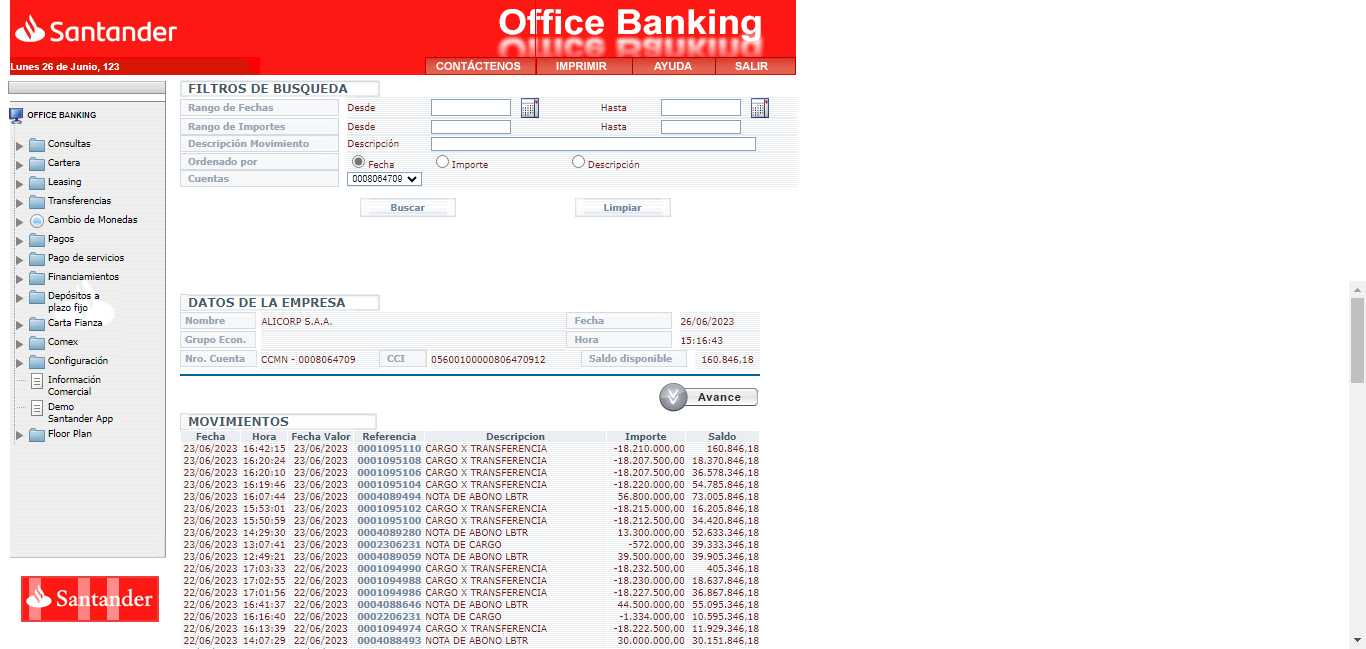 Santander
Office Banking
Lunes 26 de Junio, 123
CONTÁCTENOS IMPRIMIR AYUDA SALIR
OFFICE BANKING
Consultas
Cartera
Leasing
Transferencias
Cambio de Monedas
Pagos
Pago de servicios
Financiamientos
Depósitos a
plazo fijo
Carta Fianza
Comex
Configuración
Información
Comercial
Demo
Santander App
Floor Plan
Santander
FILTROS DE BUSQUEDA
Rango de Fechas Desde Hasta
Rango de Importes Desde Hasta
Descripción Movimiento Descripción
Ordenado por Fecha Importe Descripción
Cuentas 0008064709
Buscar Limpiar
DATOS DE LA EMPRESA
Nombre ALICORP S.A.A. Fecha 26/06/2023
Grupo Econ. Hora 15:16:43
Nro. Cuenta CCMN - 0008064709 CCI 05600100000806470912 Saldo disponible 160.846,18
Avance
MOVIMIENTOS
Fecha Hora Fecha Valor Referencia Descripcion Importe Saldo
23/06/2023 16:42:15 23/06/2023 0001095110 CARGO X TRANSFERENCIA -18.210.000,00 160.846,18
23/06/2023 16:20:24 23/06/2023 0001095108 CARGO X TRANSFERENCIA -18.207.500,00 18.370.846,18
23/06/2023 16:20:10 23/06/2023 0001095106 CARGO X TRANSFERENCIA -18.207.500,00 36.578.346,18
23/06/2023 16:19:46 23/06/2023 0001095104 CARGO X TRANSFERENCIA -18.220.000,00 54.785.846,18
23/06/2023 16:07:44 23/06/2023 0004089494 NOTA DE ABONO LBTR 56.800.000,00 73.005.846,18
23/06/2023 15:53:01 23/06/2023 0001095102 CARGO X TRANSFERENCIA -18.215.000,00 16.205.846,18
23/06/2023 15:50:59 23/06/2023 0001095100 CARGO X TRANSFERENCIA -18.212.500,00 34.420.846,18
23/06/2023 14:29:30 23/06/2023 0004089280 NOTA DE ABONO LBTR 13.300.000,00 52.633.346,18
23/06/2023 13:07:41 23/06/2023 0002306231 NOTA DE CARGO -572.000,00 39.333.346,18
23/06/2023 12:49:21 23/06/2023 0004089059 NOTA DE ABONO LBTR 39.500.000,00 39.905.346,18
22/06/2023 17:03:33 22/06/2023 0001094990 CARGO X TRANSFERENCIA -18.232.500,00 405.346,18
22/06/2023 17:02:55 22/06/2023 0001094988 CARGO X TRANSFERENCIA -18.230.000,00 18.637.846,18
22/06/2023 17:01:56 22/06/2023 0001094986 CARGO X TRANSFERENCIA -18.227.500,00 36.867.846,18
22/06/2023 16:41:37 22/06/2023 0004088646 NOTA DE ABONO LBTR 44.500.000,00 55.095.346,18
22/06/2023 16:16:40 22/06/2023 0002206231 NOTA DE CARGO -1.334.000,00 10.595.346,18
22/06/2023 16:13:39 22/06/2023 0001094974 CARGO X TRANSFERENCIA -18.222.500,00 11.929.346,18
22/06/2023 14:07:29 22/06/2023 0004088493 NOTA DE ABONO LBTR 30.000.000,00 30.151.846,18